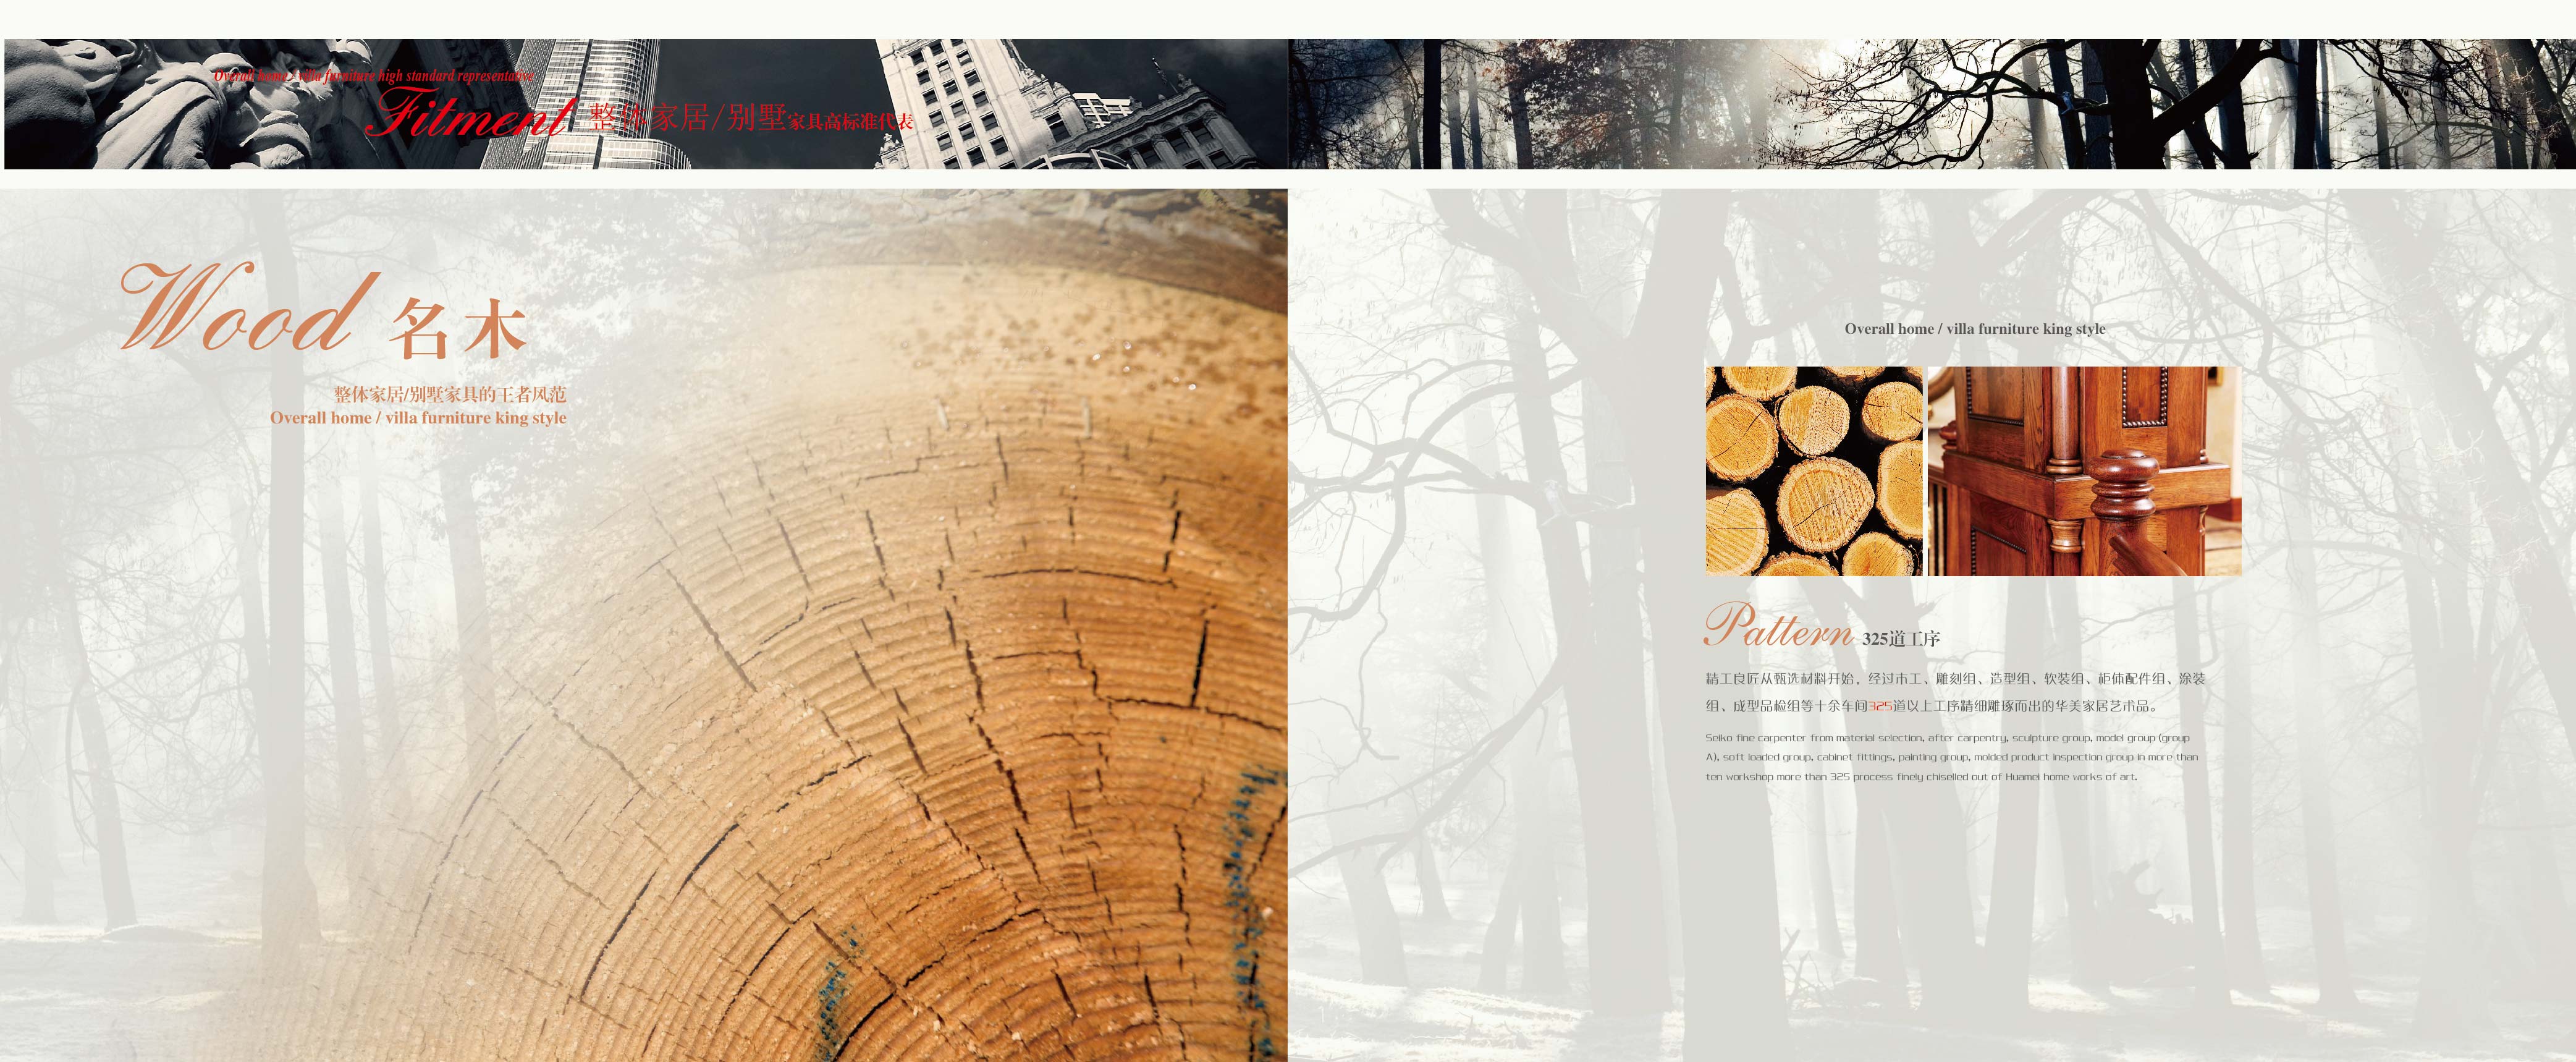 Overall home / villa furniture high standard representative
Fitment 整体家居/别墅家具高标准代表
Wood 名木
整体家居/别墅家具的王者风范
Overall home / villa furniture king style
Overall home / villa furniture king style
Pattern 325道工序
精工良匠从甄选材料开始，经过木工、雕刻组、造型组、软装组、柜体配件组、涂装
组、成型品检组等十余车间325道以上工序精细雕琢而出的华美家居艺术品。
Seiko fine carpenter from material selection, after carpentry, sculpture group, model group (group
A), soft loaded group, cabinet fittings, painting group, molded product inspection group in more than
ten workshop more than 325 process finely chiselled out of Huamei home works of art.